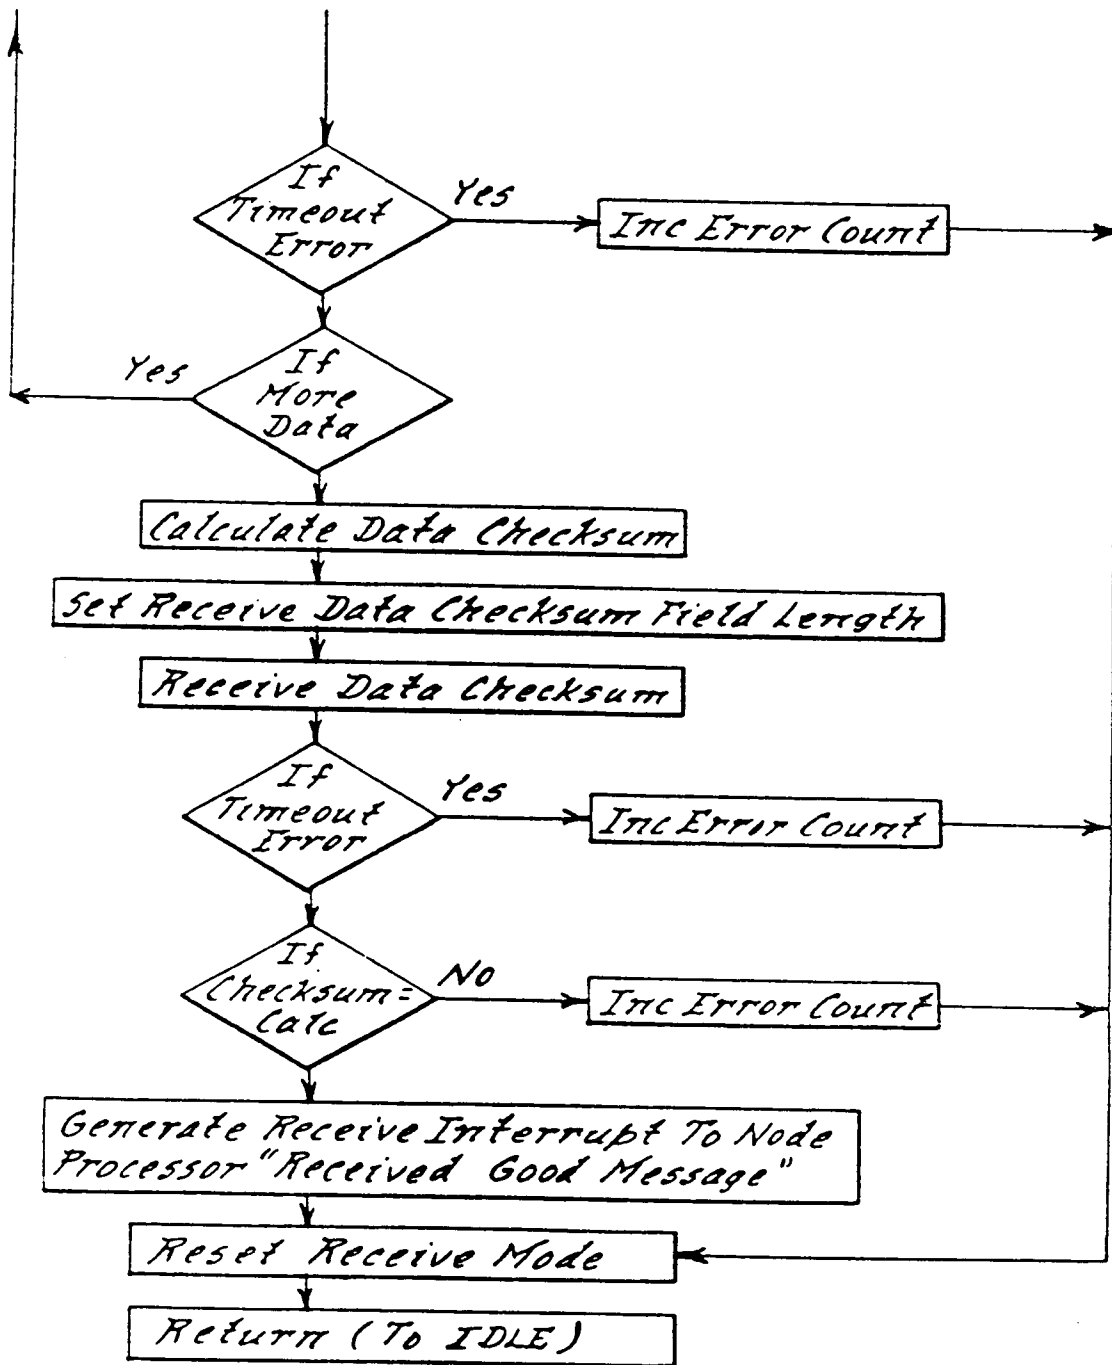 If
Timeout
Error
Yes
Inc Error Count
Yes
If
More
Data
Calculate Data Checksum
Set Receive Data Checksum Field Length
Receive Data Checksum
If
Timeout
Error
Yes
Inc Error Count
If
Checksum=
Calc
No
Inc Error Count
Generate Receive Interrupt To Node
Processor "Received Good Message"
Reset Receive Mode
Return (To IDLE)